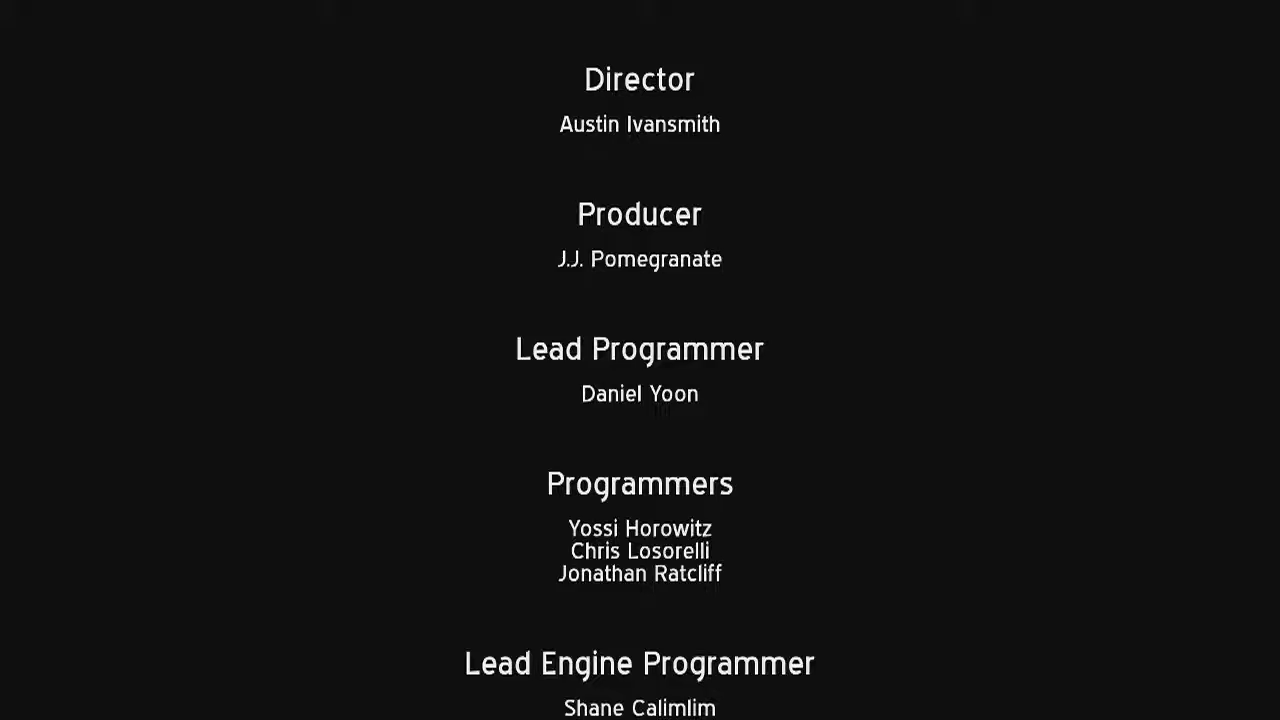 Director
Austin Ivansmith
Producer
J.J. Pomegranate
Lead Programmer
Daniel Yoon
Programmers
Yossi Horowitz
Chris Losorelli
Jonathan Ratcliff
Lead Engine Programmer
Shane Calimlim